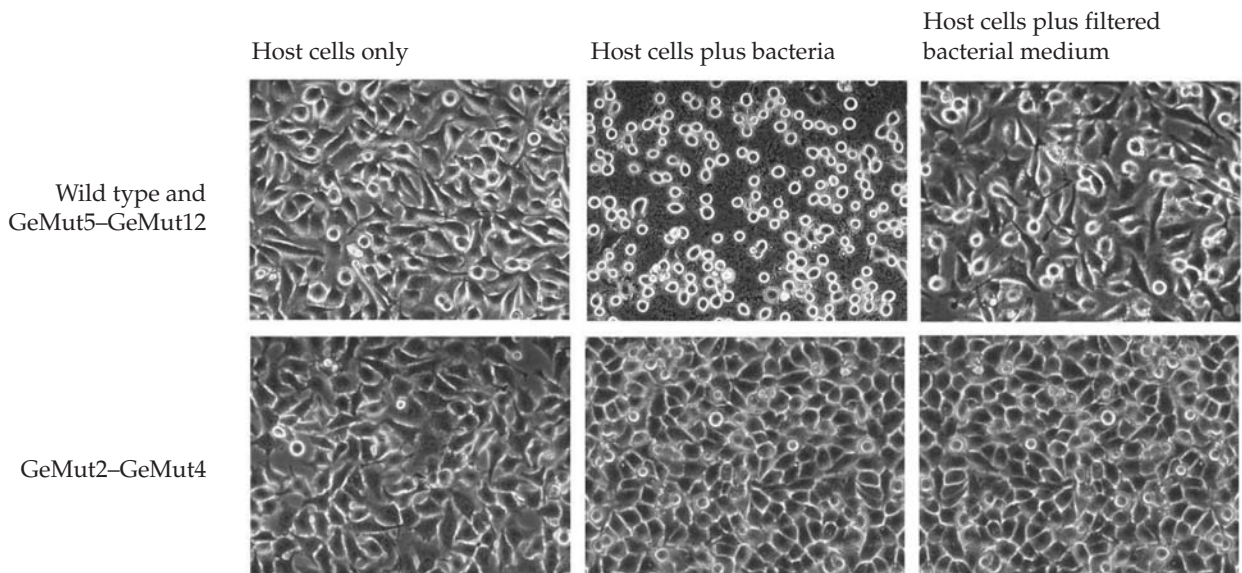 Host cells only
Host cells plus bacteria
Host cells plus filtered
bacterial medium
Wild type and
GeMut5–GeMut12
GeMut2–GeMut4